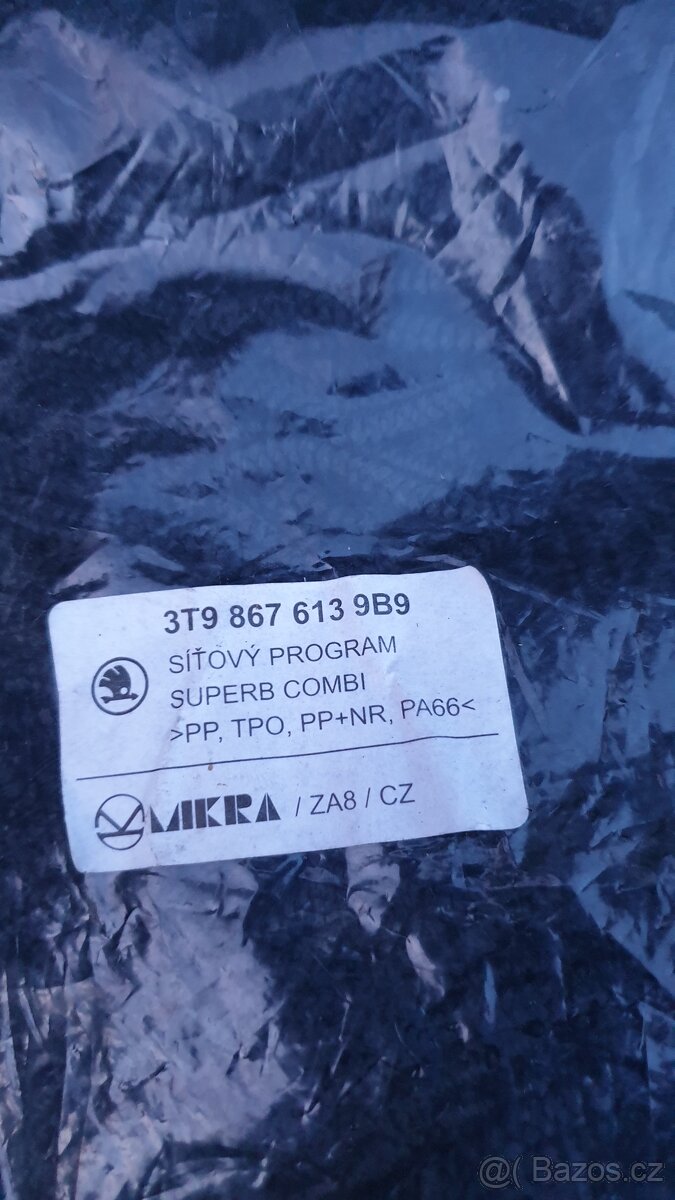 3T9 867 613 9B9
SÍŤOVÝ PROGRAM
SUPERB COMBI
>PP, TPO, PP+NR, PA66<
MIKRA / ZA8 / CZ
@( Bazos.cz